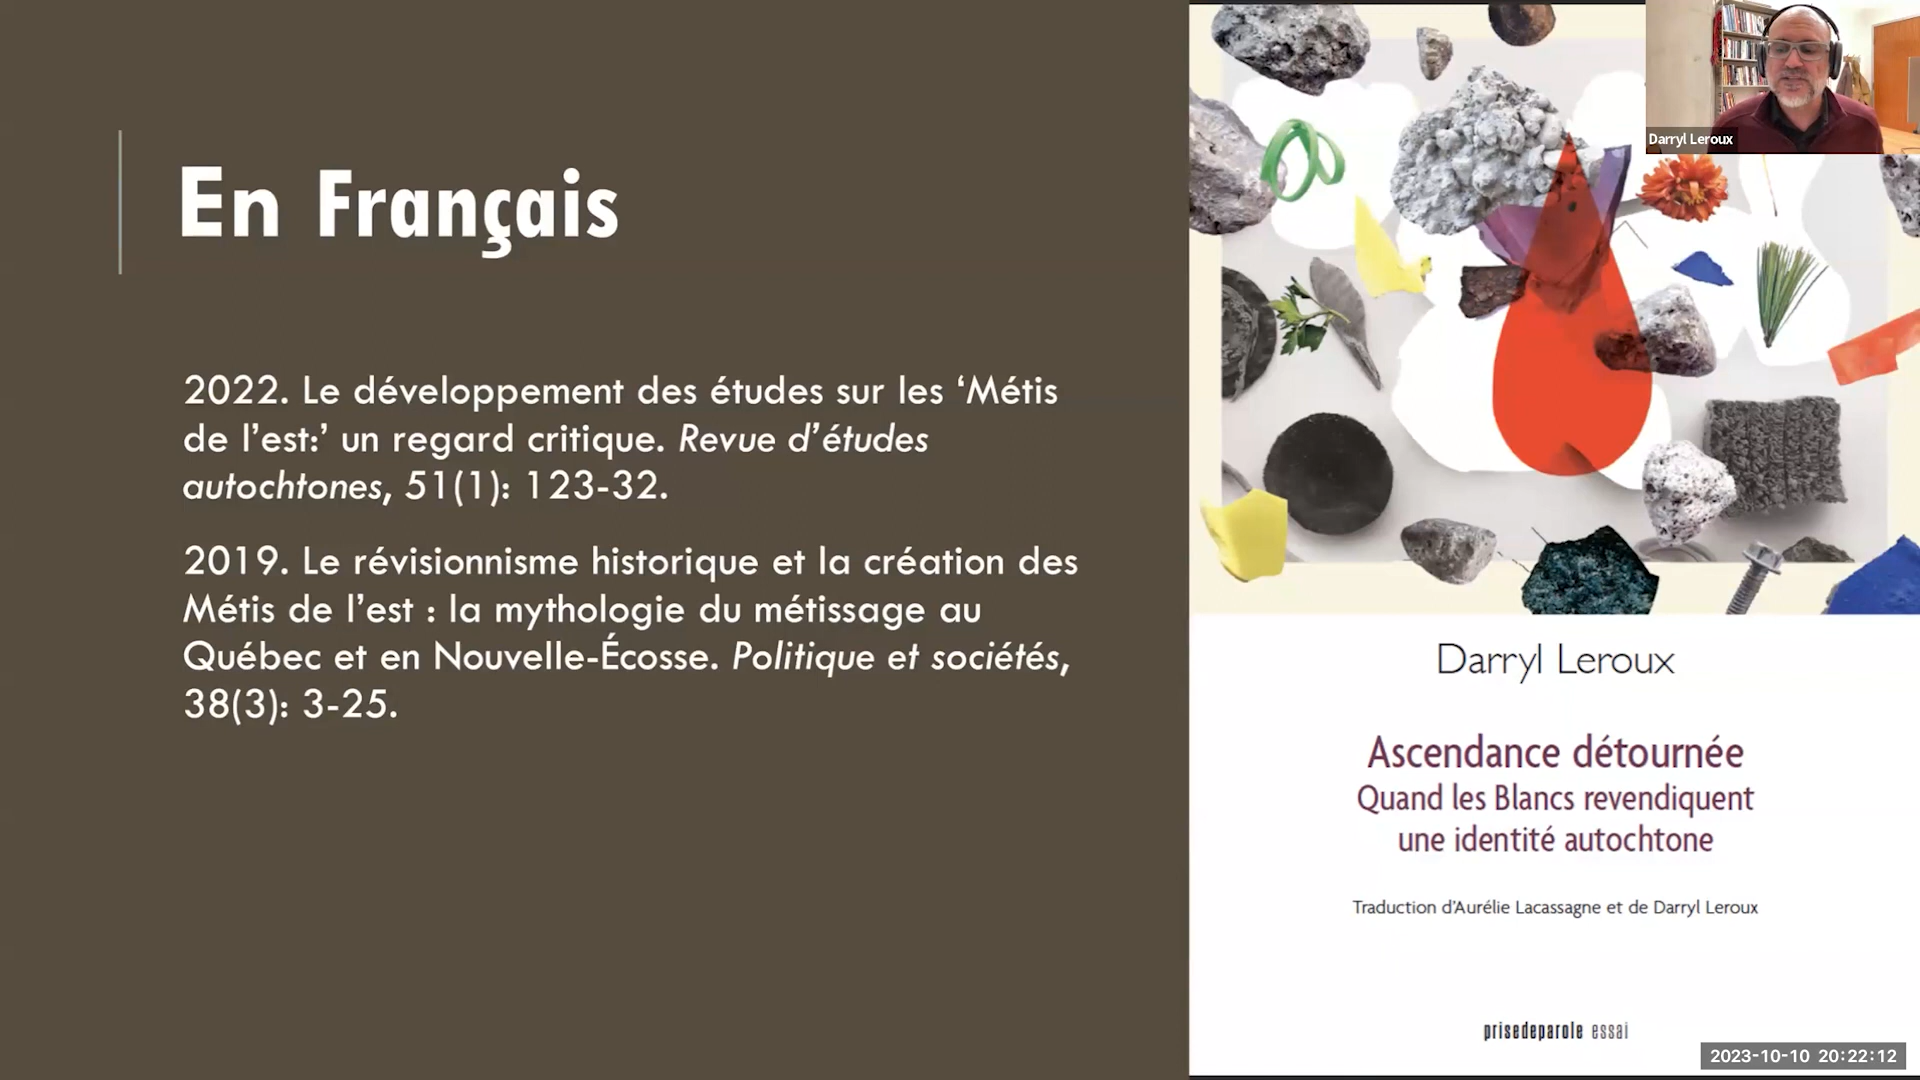 En Français
2022. Le développement des études sur les ‘Métis
de l’est:’ un regard critique. Revue d’études
autochtones, 51(1): 123-32.
2019. Le révisionnisme historique et la création des
Métis de l’est : la mythologie du métissage au
Québec et en Nouvelle-Écosse. Politique et sociétés,
38(3): 3-25.
Darryl Leroux
Darryl Leroux
Ascendance détournée
Quand les Blancs revendiquent
une identité autochtone
Traduction d’Aurélie Lacassagne et de Darryl Leroux
prisedeparole essai
2023-10-10 20:22:12